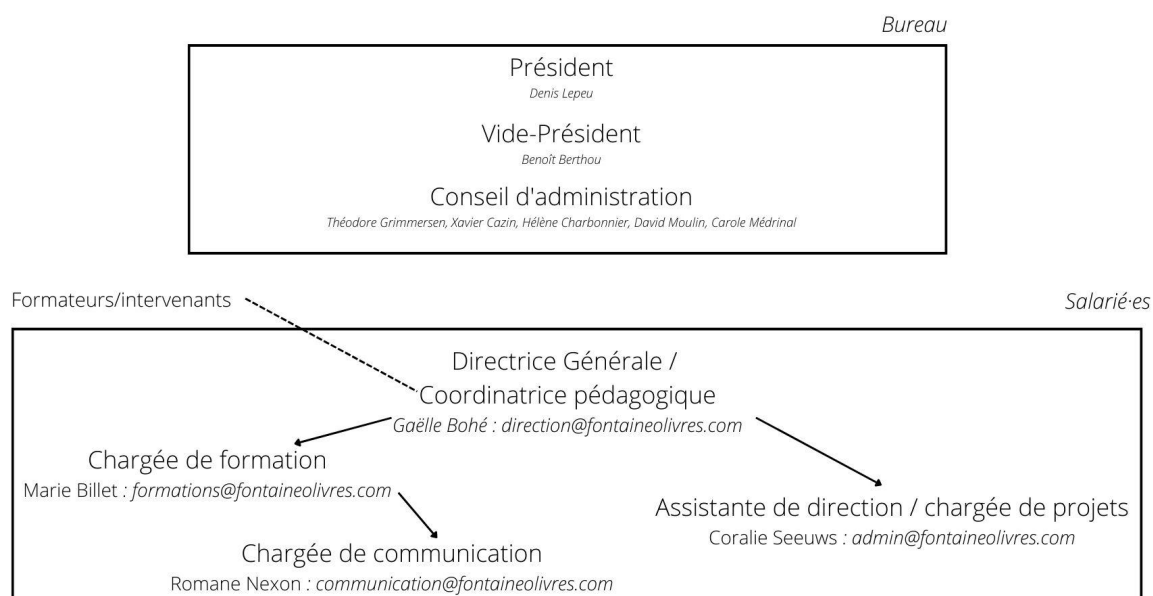 Bureau
Président
Denis Lepeu
Vide-Président
Benoît Berthou
Conseil d'administration
Théodore Grimmersen, Xavier Cazin, Hélène Charbonnier, David Moulin, Carole Médrinal
Formateurs/intervenants
Salarié·es
Directrice Générale /
Coordinatrice pédagogique
Gaëlle Bohé : direction@fontaineolivres.com
Chargée de formation
Marie Billet : formations@fontaineolivres.com
Assistante de direction / chargée de projets
Coralie Seeuws : admin@fontaineolivres.com
Chargée de communication
Romane Nexon : communication@fontaineolivres.com